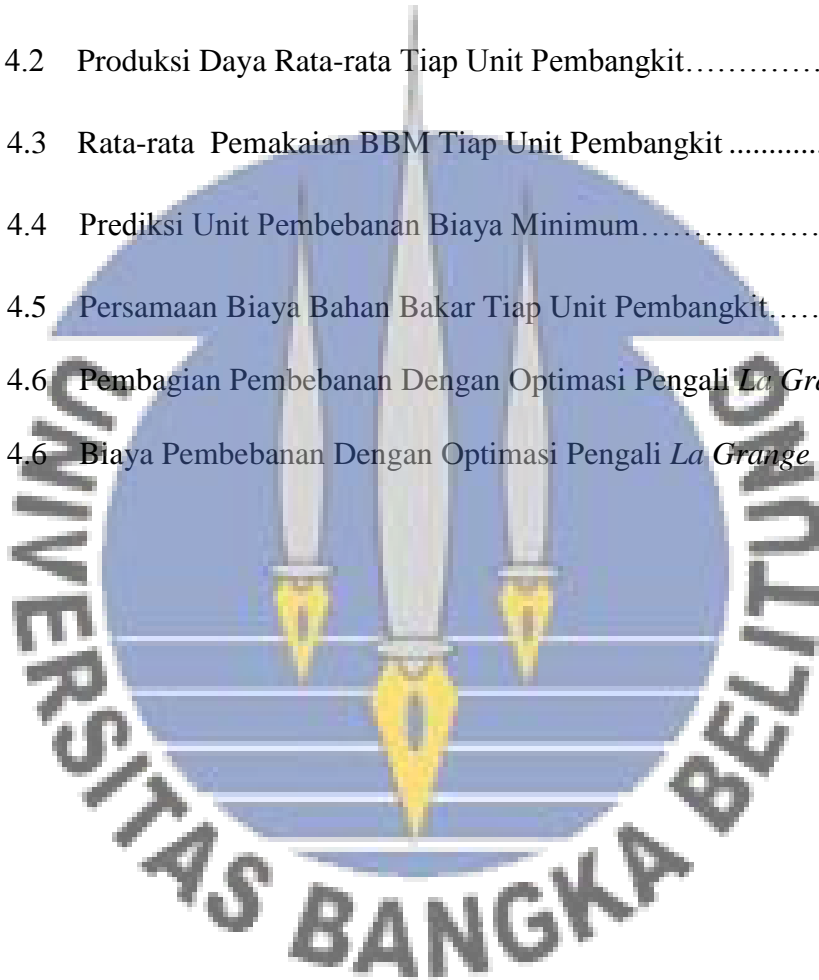 4.2 Produksi Daya Rata-rata Tiap Unit Pembangkit..............
4.3 Rata-rata Pemakaian BBM Tiap Unit Pembangkit ............
4.4 Prediksi Unit Pembebanan Biaya Minimum..................
4.5 Persamaan Biaya Bahan Bakar Tiap Unit Pembangkit.....
4.6 Pembagian Pembebanan Dengan Optimasi Pengali La Gra
4.6 Biaya Pembebanan Dengan Optimasi Pengali La Grange
UNIVERSITAS BANGKA BELITUNG